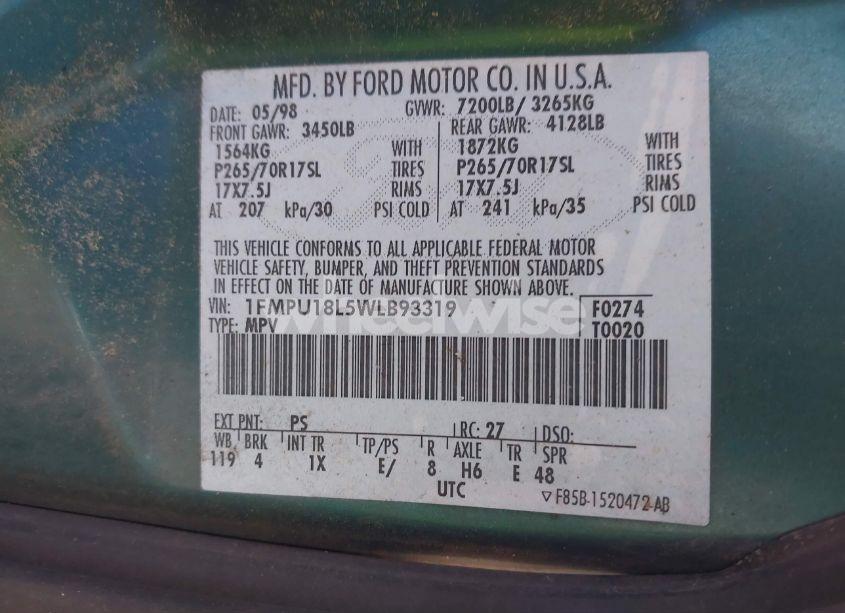 MFD. BY FORD MOTOR CO. IN U.S.A.
DATE: 05/98 GVWR: 7200LB/ 3265KG
FRONT GAWR: 3450LB REAR GAWR: 4128LB
1564KG WITH 1872KG WITH
P265/70R17SL TIRES P265/70R17SL TIRES
17X7.5J RIMS 17X7.5J RIMS
AT 207 kPa/30 PSI COLD AT 241 kPa/35 PSI COLD
THIS VEHICLE CONFORMS TO ALL APPLICABLE FEDERAL MOTOR
VEHICLE SAFETY, BUMPER, AND THEFT PREVENTION STANDARDS
IN EFFECT ON THE DATE OF MANUFACTURE SHOWN ABOVE.
VIN: 1FMPU18L5WLB93319 F0274
TYPE: MPV T0020
wheelwise
EXT PNT: PS RC: 27 DSO:
WB BRK INT TR TP/PS R AXLE TR SPR
119 4 1X E/ 8 H6 E 48
UTC ▽F85B-1520472-AB